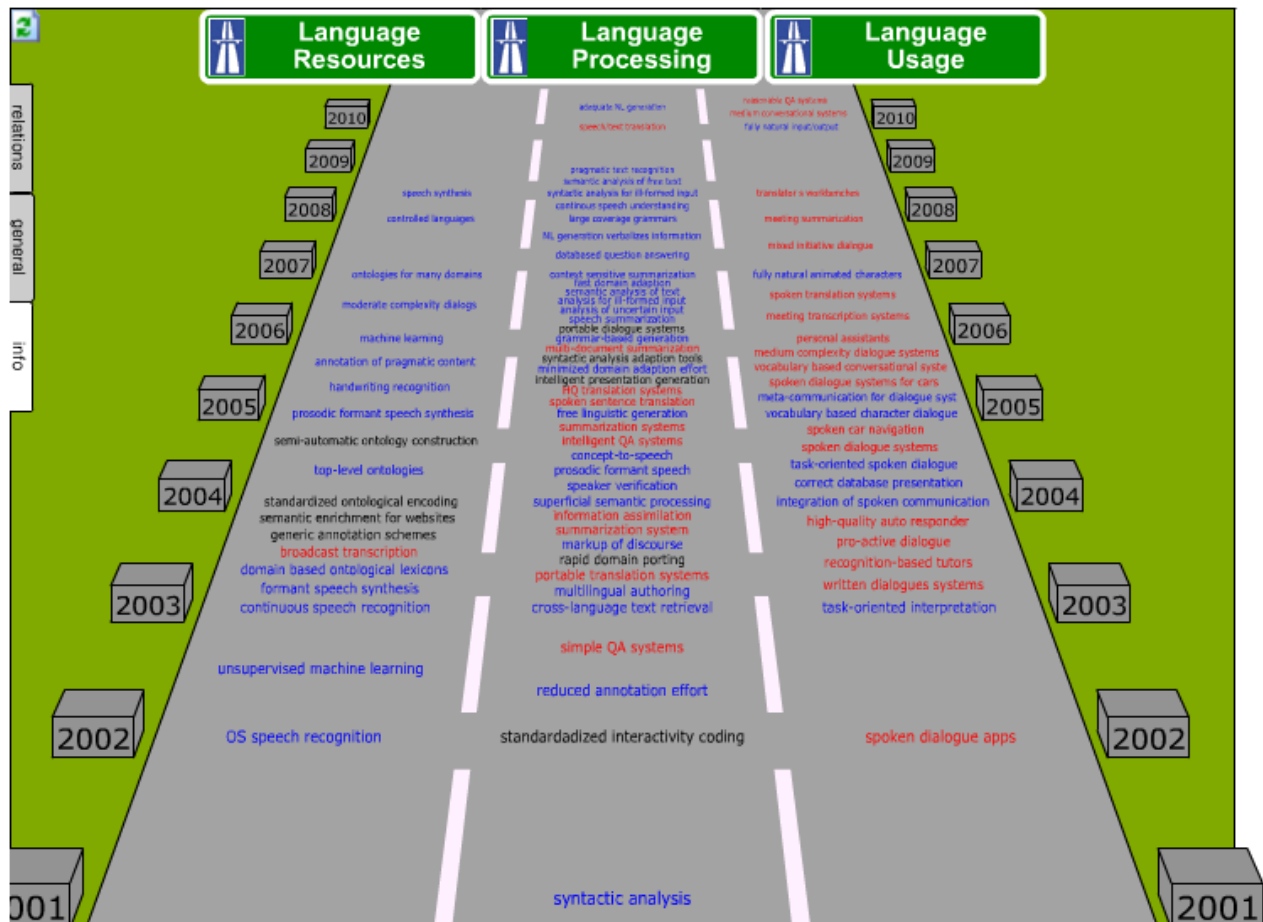 Language
Resources
Language
Processing
Language
Usage
relations
general
info
2010
adequate NL generation
speech/text translation
reasonable QA systems
medium conversational systems
fully natural input/output
2010
2009
pragmatic text recognition
semantic analysis of free text
2009
2008
speech synthesis
controlled languages
syntactic analysis for ill-formed input
continous speech understanding
large coverage grammars
NL generation verbalizes information
translator s workbenches
meeting summarization
mixed initiative dialogue
2008
2007
ontologies for many domains
moderate complexity dialogs
databased question answering
context sensitive summarization
fast domain adaption
semantic analysis of text
analysis for ill-formed input
analysis of uncertain input
speech summarization
fully natural animated characters
spoken translation systems
meeting transcription systems
2007
2006
machine learning
annotation of pragmatic content
portable dialogue systems
grammar-based generation
multi-document summarization
syntactic analysis adaption tools
minimized domain adaption effort
intelligent presentation generation
personal assistants
medium complexity dialogue systems
vocabulary based conversational syste
spoken dialogue systems for cars
2006
2005
handwriting recognition
prosodic formant speech synthesis
semi-automatic ontology construction
HQ translation systems
spoken sentence translation
free linguistic generation
summarization systems
intelligent QA systems
concept-to-speech
meta-communication for dialogue syst
vocabulary based character dialogue
spoken car navigation
spoken dialogue systems
2005
2004
top-level ontologies
standardized ontological encoding
semantic enrichment for websites
generic annotation schemes
broadcast transcription
prosodic formant speech
speaker verification
superficial semantic processing
information assimilation
summarization system
markup of discourse
rapid domain porting
task-oriented spoken dialogue
correct database presentation
integration of spoken communication
high-quality auto responder
pro-active dialogue
2004
2003
domain based ontological lexicons
formant speech synthesis
continuous speech recognition
portable translation systems
multilingual authoring
cross-language text retrieval
recognition-based tutors
written dialogues systems
task-oriented interpretation
2003
unsupervised machine learning
simple QA systems
reduced annotation effort
2002
OS speech recognition
standardadized interactivity coding
spoken dialogue apps
2002
001
syntactic analysis
2001